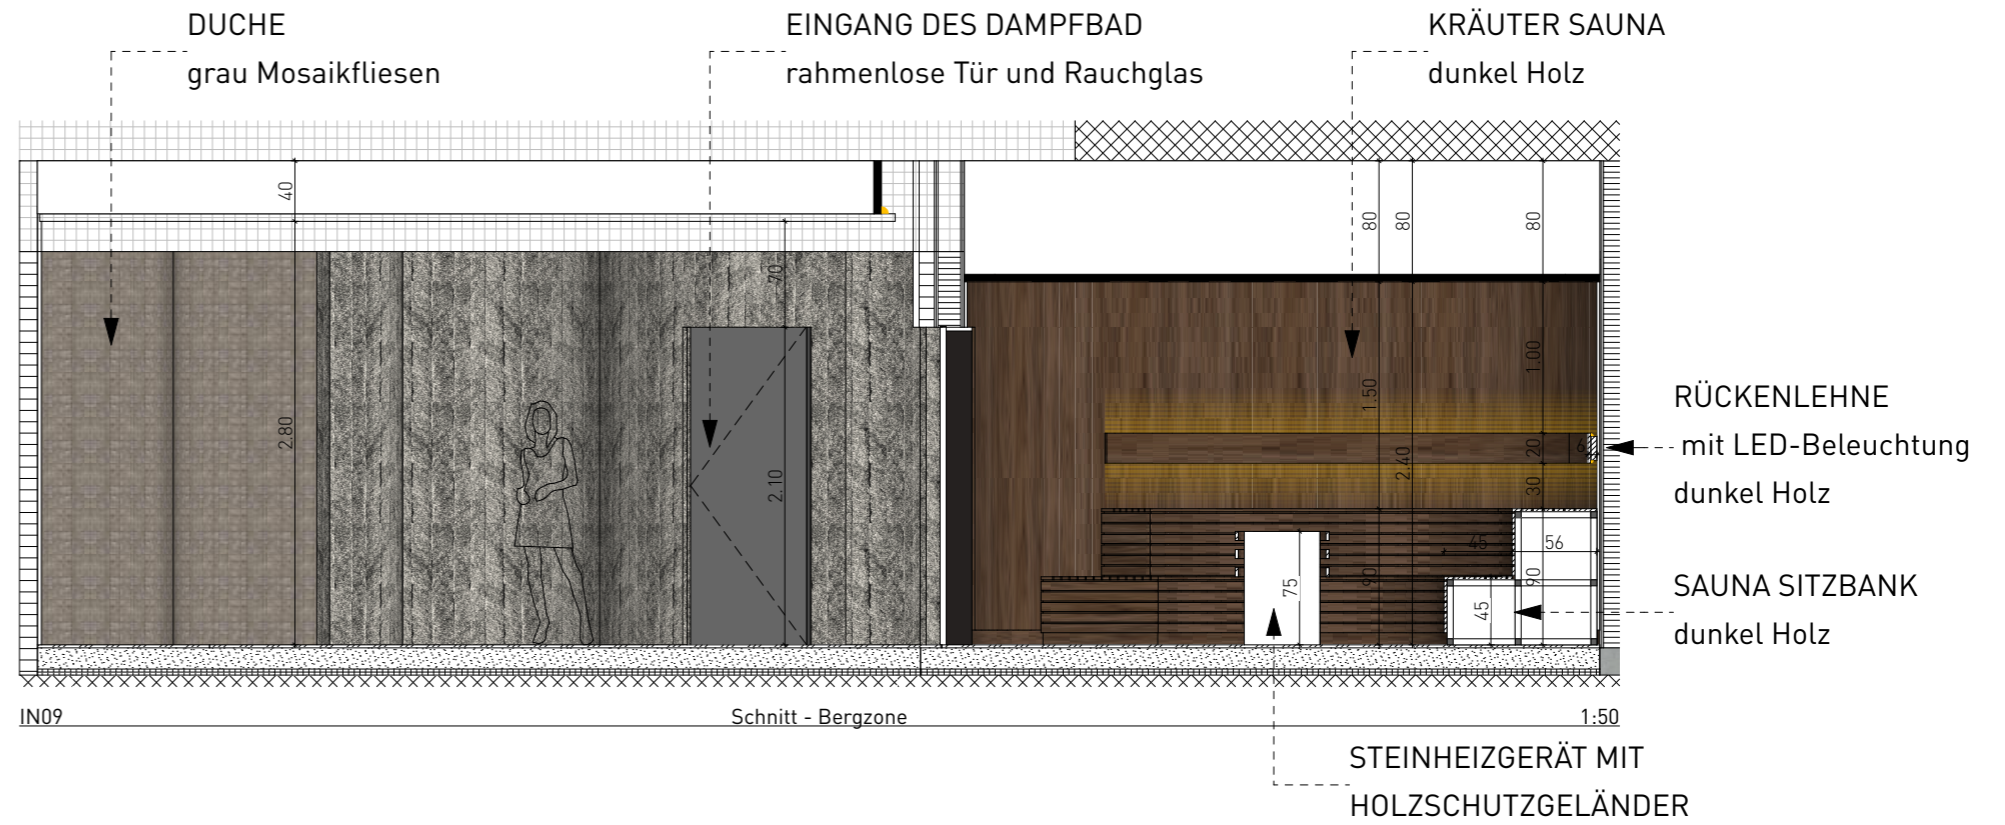 DUCHE
grau Mosaikfliesen
EINGANG DES DAMPFBAD
rahmenlose Tür und Rauchglas
KRÄUTER SAUNA
dunkel Holz
40
2.80
70
2.10
80
80
80
1.50
2.40
1.00
20
6
30
45
56
90
90
45
75
RÜCKENLEHNE
mit LED-Beleuchtung
dunkel Holz
SAUNA SITZBANK
dunkel Holz
IN09
Schnitt - Bergzone
1:50
STEINHEIZGERÄT MIT
HOLZSCHUTZGELÄNDER